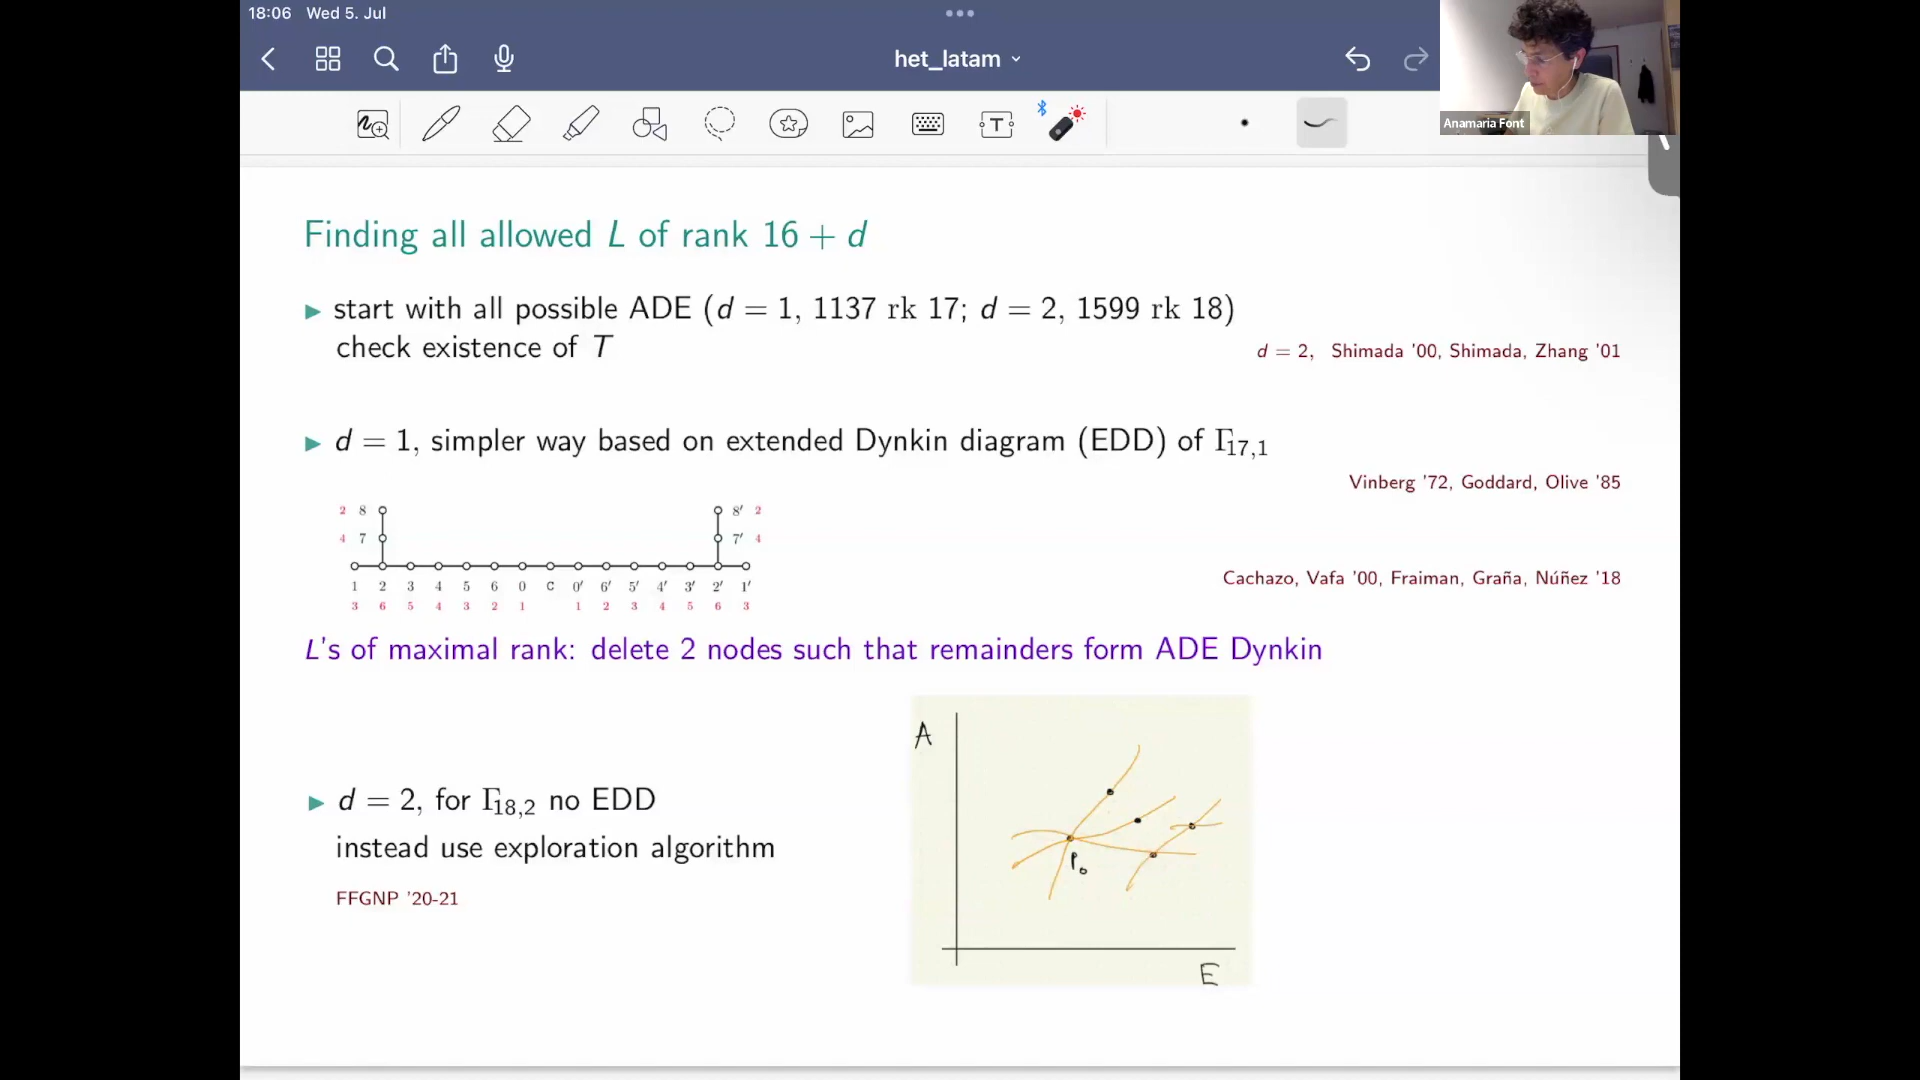 18:06 Wed 5. Jul
het_latam
Anamaria Font
Finding all allowed L of rank 16 + d
▶ start with all possible ADE (d = 1, 1137 rk 17; d = 2, 1599 rk 18)
check existence of T
d = 2, Shimada '00, Shimada, Zhang '01
▶ d = 1, simpler way based on extended Dynkin diagram (EDD) of Γ17,1
Vinberg '72, Goddard, Olive '85
2 8 8′ 2
4 7 7′ 4
1 2 3 4 5 6 0 C 0′ 6′ 5′ 4′ 3′ 2′ 1′
3 6 5 4 3 2 1 1 2 3 4 5 6 3
Cachazo, Vafa '00, Fraiman, Graña, Núñez '18
L's of maximal rank: delete 2 nodes such that remainders form ADE Dynkin
A
P0
E
▶ d = 2, for Γ18,2 no EDD
instead use exploration algorithm
FFGNP '20-21